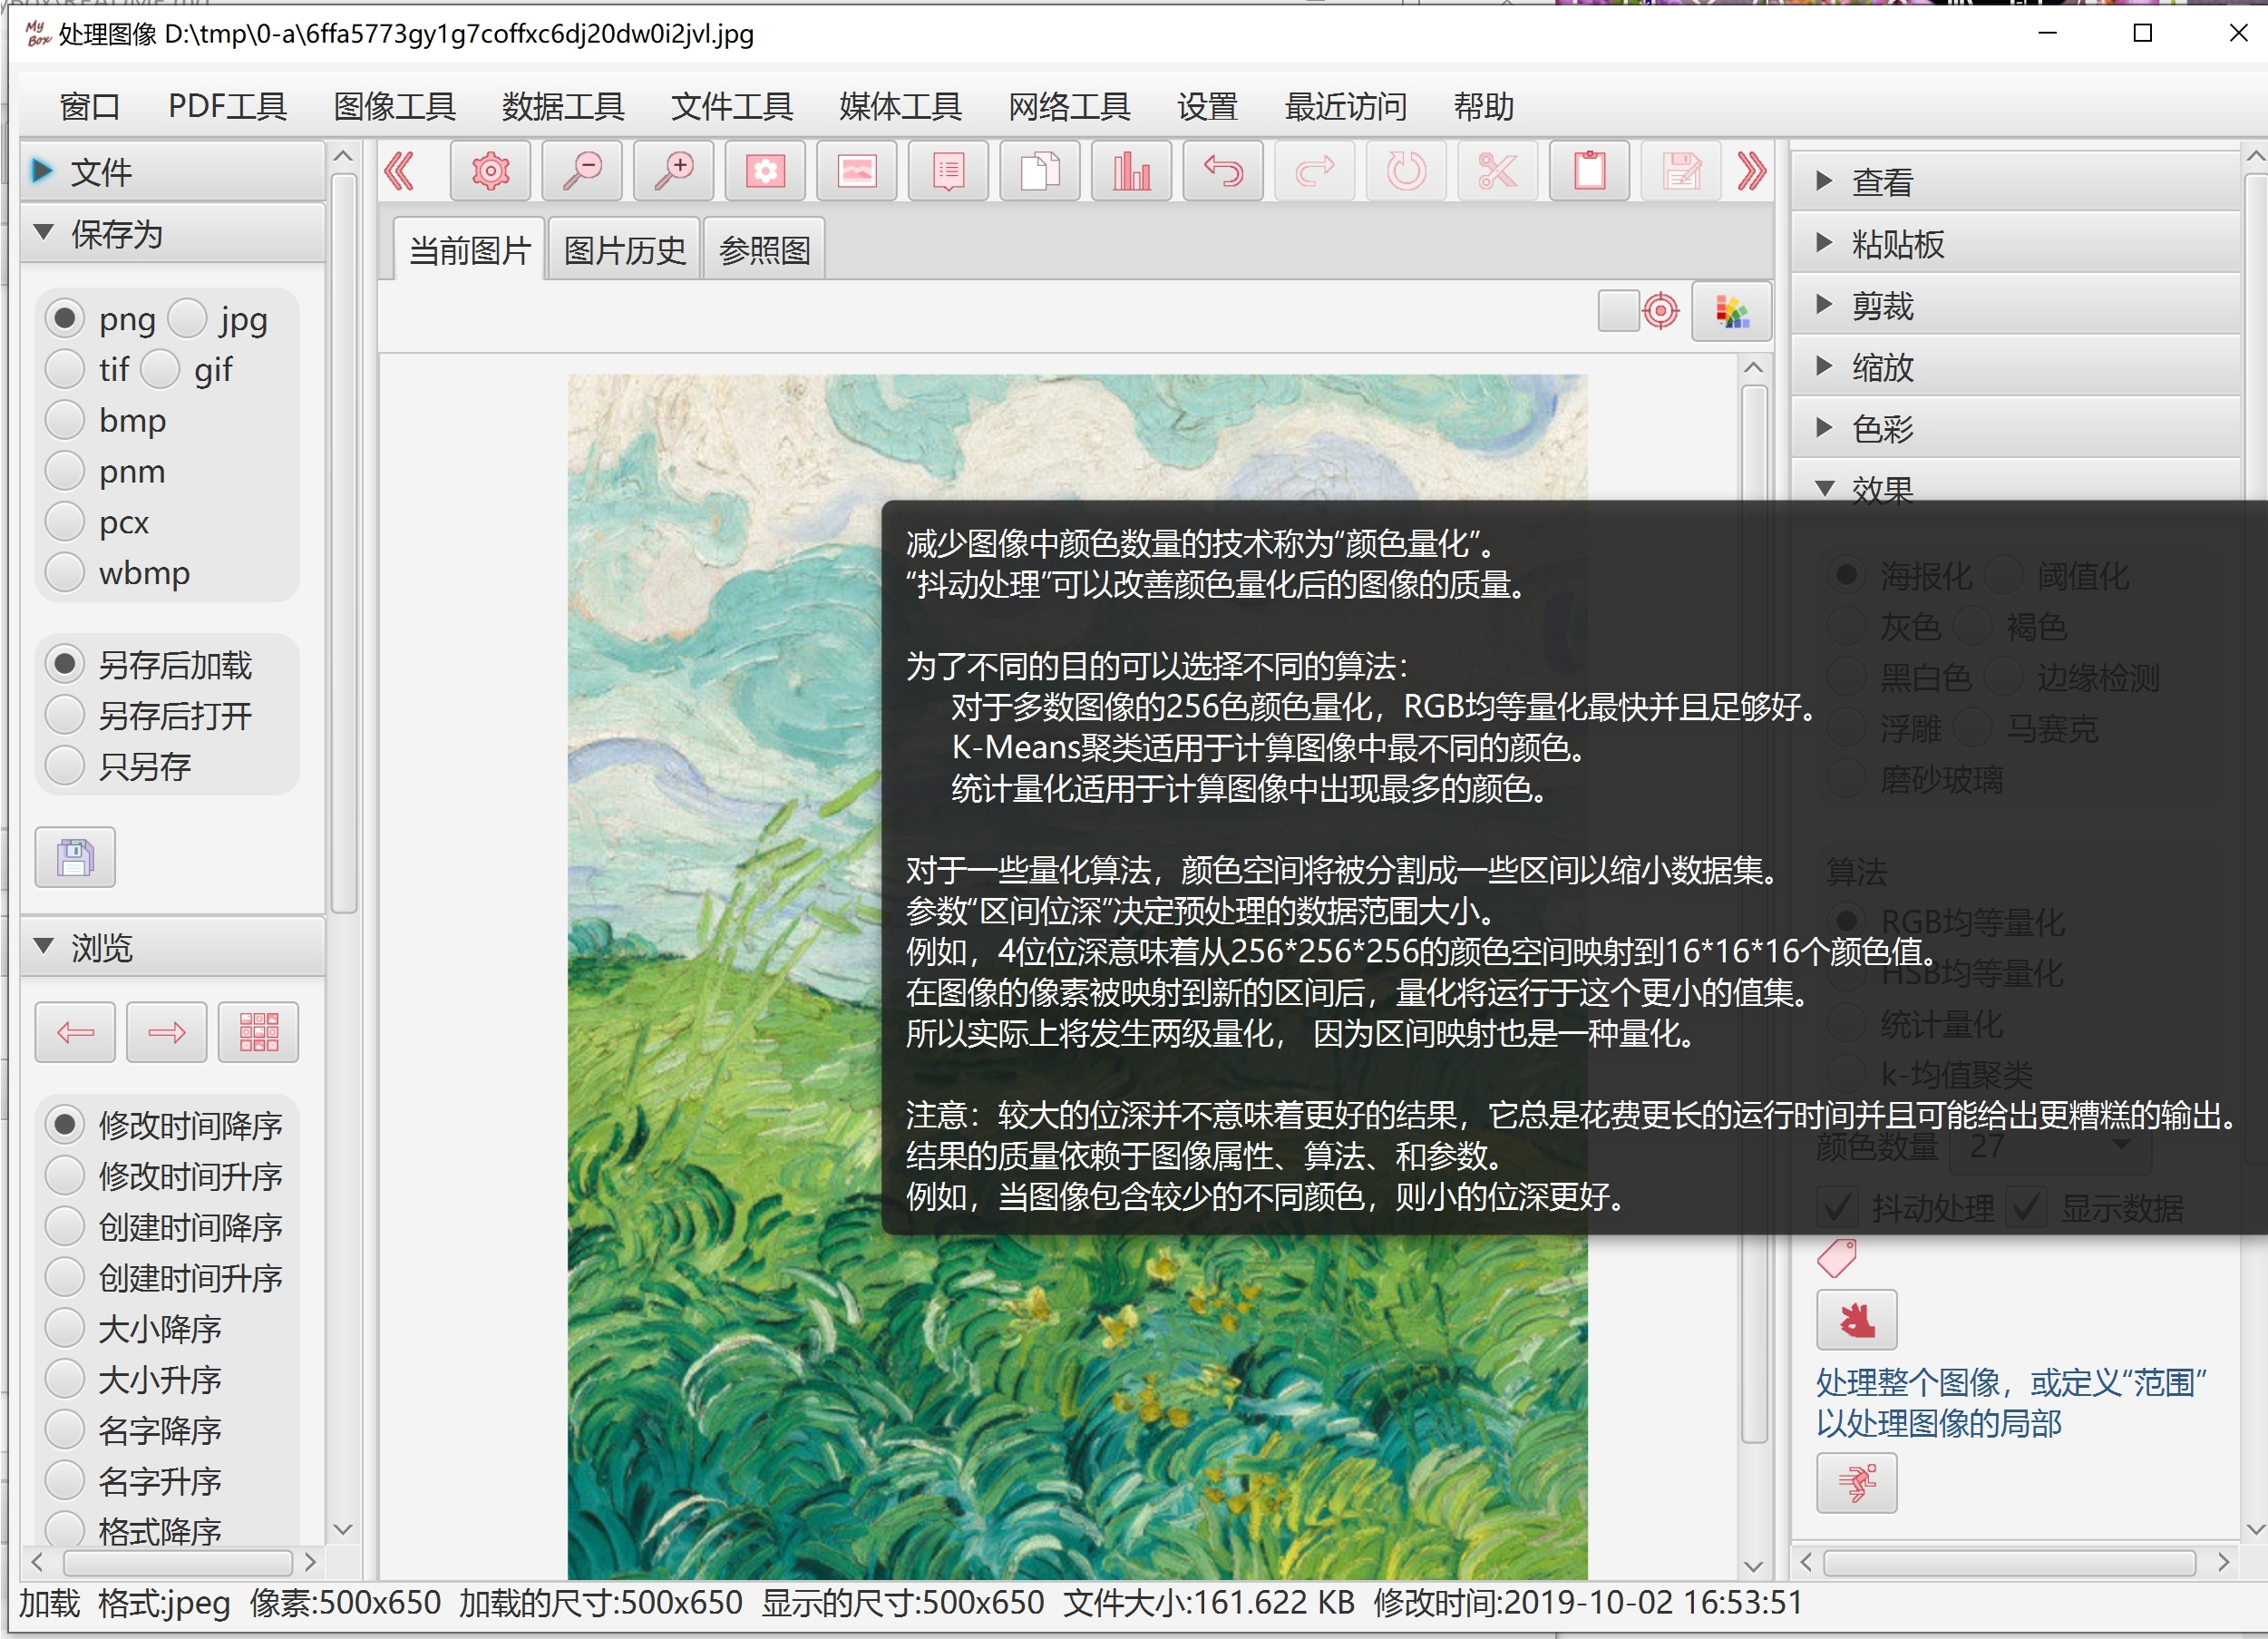 My Box 处理图像 D:\tmp\0-a\6ffa5773gy1g7coffxc6dj20dw0i2jvl.jpg
窗口 PDF工具 图像工具 数据工具 文件工具 媒体工具 网络工具 设置 最近访问 帮助
文件
保存为
png jpg
tif gif
bmp
pnm
pcx
wbmp
另存后加载
另存后打开
只另存
浏览
修改时间降序
修改时间升序
创建时间降序
创建时间升序
大小降序
大小升序
名字降序
名字升序
格式降序
当前图片 图片历史 参照图
减少图像中颜色数量的技术称为“颜色量化”。
“抖动处理”可以改善颜色量化后的图像的质量。
为了不同的目的可以选择不同的算法：
对于多数图像的256色颜色量化，RGB均等量化最快并且足够好。
K-Means聚类适用于计算图像中最不同的颜色。
统计量化适用于计算图像中出现最多的颜色。
对于一些量化算法，颜色空间将被分割成一些区间以缩小数据集。
参数“区间位深”决定预处理的数据范围大小。
例如，4位位深意味着从256*256*256的颜色空间映射到16*16*16个颜色值。
在图像的像素被映射到新的区间后，量化将运行于这个更小的值集。
所以实际上将发生两级量化， 因为区间映射也是一种量化。
注意：较大的位深并不意味着更好的结果，它总是花费更长的运行时间并且可能给出更糟糕的输出。
结果的质量依赖于图像属性、算法、和参数。
例如，当图像包含较少的不同颜色，则小的位深更好。
查看
粘贴板
剪裁
缩放
色彩
效果
海报化 阈值化
灰色 褐色
黑白色 边缘检测
浮雕 马赛克
磨砂玻璃
算法
RGB均等量化
HSB均等量化
统计量化
k-均值聚类
颜色数量 27
抖动处理 显示数据
处理整个图像，或定义“范围”
以处理图像的局部
加载 格式:jpeg 像素:500x650 加载的尺寸:500x650 显示的尺寸:500x650 文件大小:161.622 KB 修改时间:2019-10-02 16:53:51